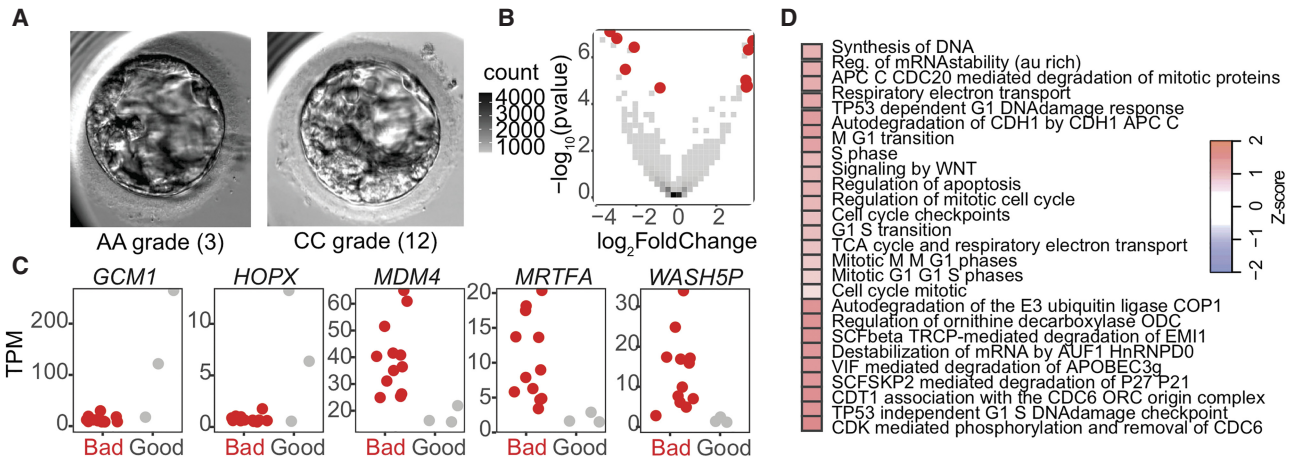 A
AA grade (3)
CC grade (12)
B
count
4000
3000
2000
1000
−log10(pvalue)
6
4
2
0
−4
−2
0
2
log2FoldChange
C
TPM
GCM1
200
100
0
Bad Good
HOPX
10
5
0
Bad Good
MDM4
60
50
40
30
20
Bad Good
MRTFA
20
15
10
5
0
Bad Good
WASH5P
30
20
10
0
Bad Good
D
Synthesis of DNA
Reg. of mRNAstability (au rich)
APC C CDC20 mediated degradation of mitotic proteins
Respiratory electron transport
TP53 dependent G1 DNAdamage response
Autodegradation of CDH1 by CDH1 APC C
M G1 transition
S phase
Signaling by WNT
Regulation of apoptosis
Regulation of mitotic cell cycle
Cell cycle checkpoints
G1 S transition
TCA cycle and respiratory electron transport
Mitotic M M G1 phases
Mitotic G1 G1 S phases
Cell cycle mitotic
Autodegradation of the E3 ubiquitin ligase COP1
Regulation of ornithine decarboxylase ODC
SCFbeta TRCP-mediated degradation of EMI1
Destabilization of mRNA by AUF1 HnRNPD0
VIF mediated degradation of APOBEC3g
SCFSKP2 mediated degradation of P27 P21
CDT1 association with the CDC6 ORC origin complex
TP53 independent G1 S DNAdamage checkpoint
CDK mediated phosphorylation and removal of CDC6
2
1
0
−1
−2
Z-score